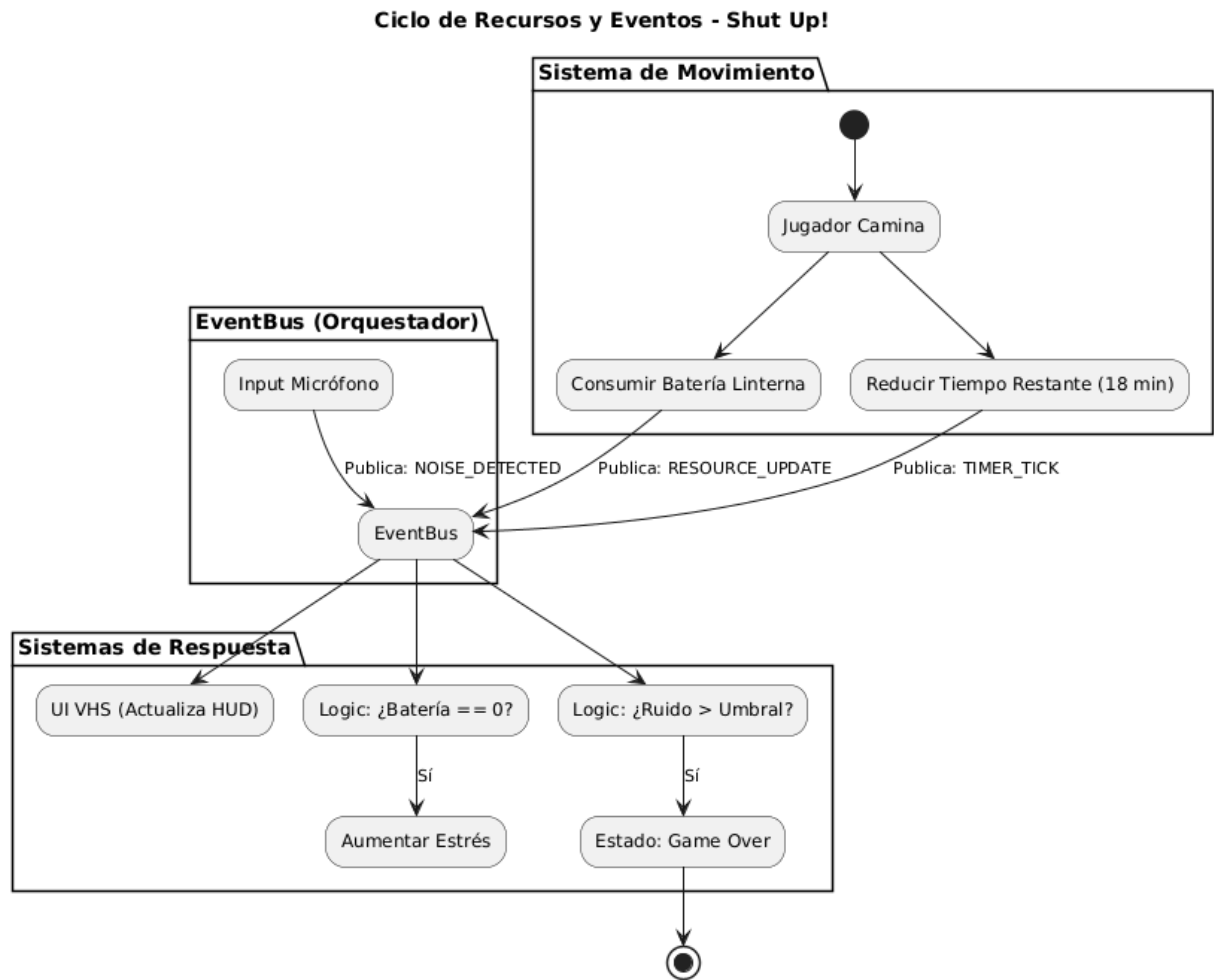 Ciclo de Recursos y Eventos - Shut Up!
Sistema de Movimiento
Jugador Camina
EventBus (Orquestador)
Input Micrófono
Consumir Batería Linterna
Reducir Tiempo Restante (18 min)
Publica: NOISE_DETECTED
Publica: RESOURCE_UPDATE
Publica: TIMER_TICK
EventBus
Sistemas de Respuesta
UI VHS (Actualiza HUD)
Logic: ¿Batería == 0?
Logic: ¿Ruido > Umbral?
Sí
Sí
Aumentar Estrés
Estado: Game Over